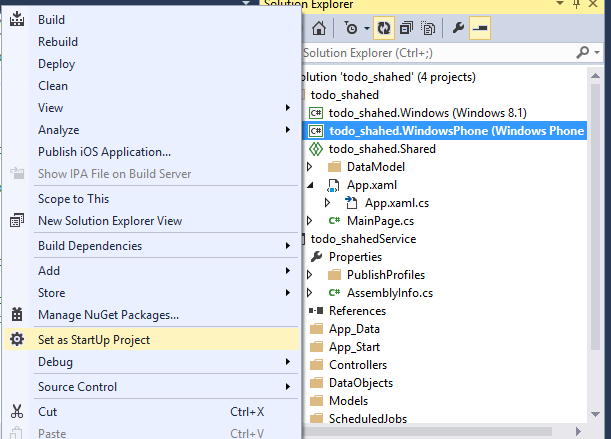 Build
Rebuild
Deploy
Clean
View
Analyze
Publish iOS Application...
Show IPA File on Build Server
Scope to This
New Solution Explorer View
Build Dependencies
Add
Store
Manage NuGet Packages...
Set as StartUp Project
Debug
Source Control
Cut Ctrl+X
Paste Ctrl+V
Solution Explorer
Solution Explorer (Ctrl+;)
olution 'todo_shahed' (4 projects)
todo_shahed
C# todo_shahed.Windows (Windows 8.1)
C# todo_shahed.WindowsPhone (Windows Phone
todo_shahed.Shared
DataModel
App.xaml
App.xaml.cs
C# MainPage.cs
todo_shahedService
Properties
PublishProfiles
C# AssemblyInfo.cs
References
App_Data
App_Start
Controllers
DataObjects
Models
ScheduledJobs